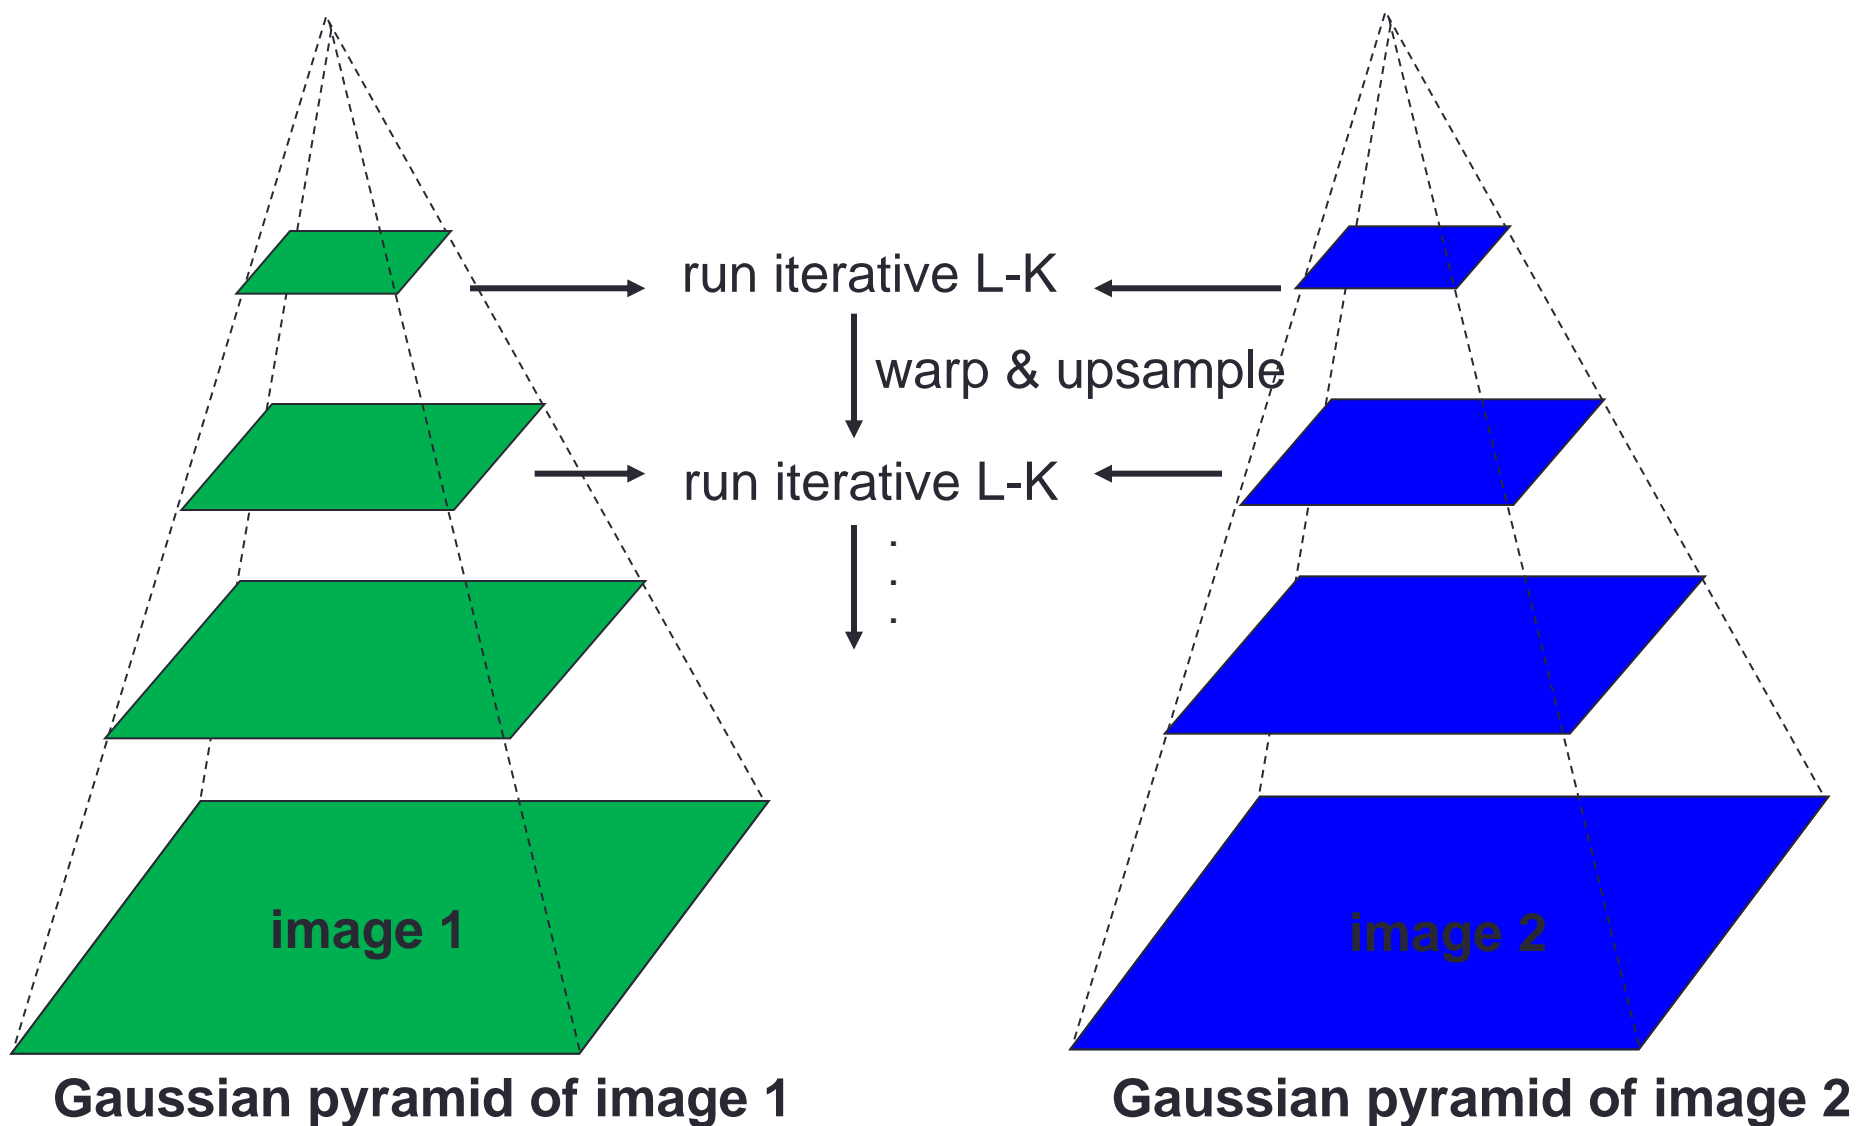 run iterative L-K
warp & upsample
run iterative L-K
.
.
.
image 1
image 2
Gaussian pyramid of image 1
Gaussian pyramid of image 2